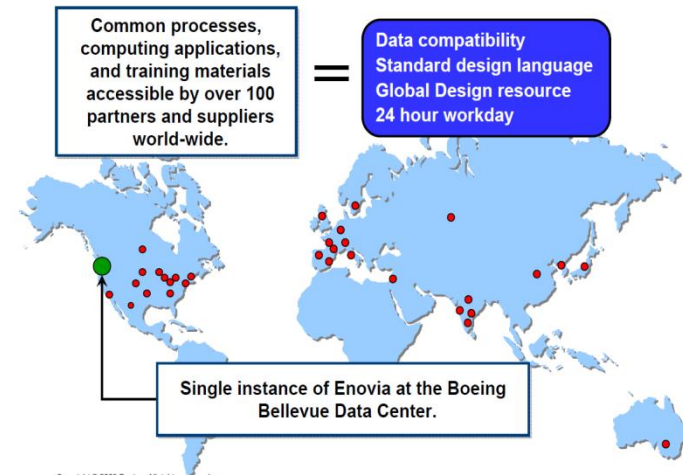 Common processes,
computing applications,
and training materials
accessible by over 100
partners and suppliers
world-wide.
=
Data compatibility
Standard design language
Global Design resource
24 hour workday
Single instance of Enovia at the Boeing
Bellevue Data Center.